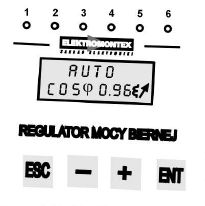 1 2 3 4 5 6
ELEKTROMONTEX
AUTO
COSφ 0.96
REGULATOR MOCY BIERNEJ
ESC − + ENT